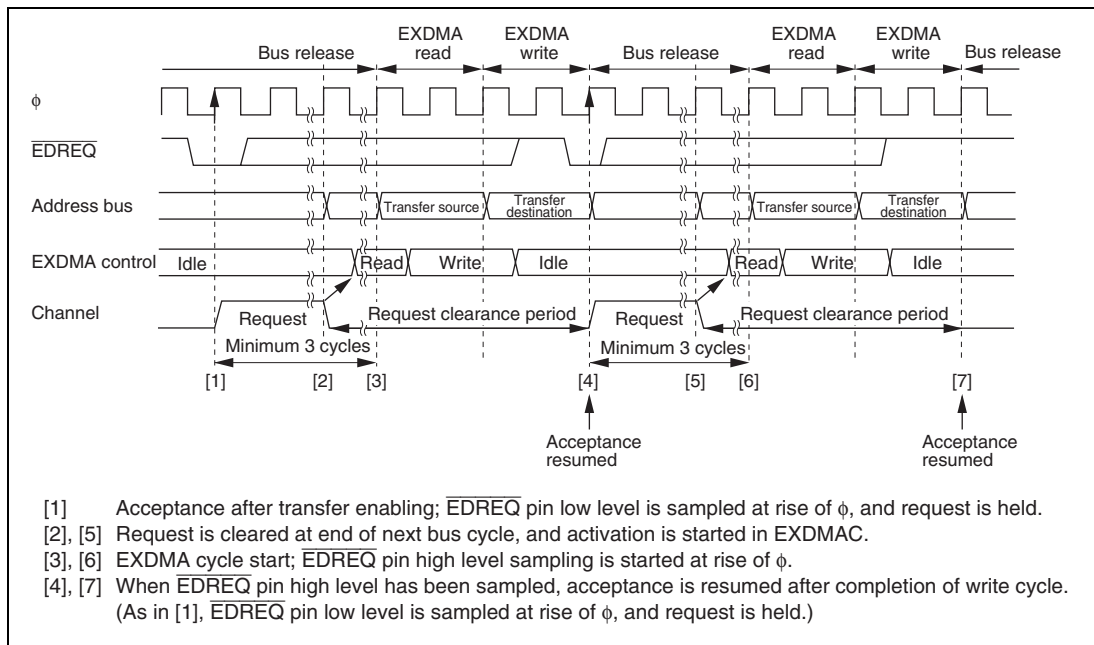 EXDMA EXDMA EXDMA EXDMA
Bus release read write Bus release read write Bus release
ϕ
EDREQ
Address bus Transfer source Transfer destination Transfer source Transfer destination
EXDMA control Idle Read Write Idle Read Write Idle
Channel Request Request clearance period Request Request clearance period
Minimum 3 cycles Minimum 3 cycles
[1] [2] [3] [4] [5] [6] [7]
Acceptance Acceptance
resumed resumed
[1] Acceptance after transfer enabling; EDREQ pin low level is sampled at rise of ϕ, and request is held.
[2], [5] Request is cleared at end of next bus cycle, and activation is started in EXDMAC.
[3], [6] EXDMA cycle start; EDREQ pin high level sampling is started at rise of ϕ.
[4], [7] When EDREQ pin high level has been sampled, acceptance is resumed after completion of write cycle.
(As in [1], EDREQ pin low level is sampled at rise of ϕ, and request is held.)